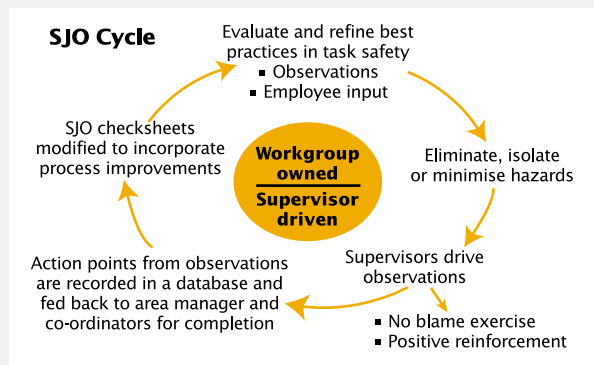 SJO Cycle
Evaluate and refine best
practices in task safety
▪ Observations
▪ Employee input
Eliminate, isolate
or minimise hazards
Supervisors drive
observations
▪ No blame exercise
▪ Positive reinforcement
Action points from observations
are recorded in a database and
fed back to area manager and
co-ordinators for completion
SJO checksheets
modified to incorporate
process improvements
Workgroup
owned
Supervisor
driven